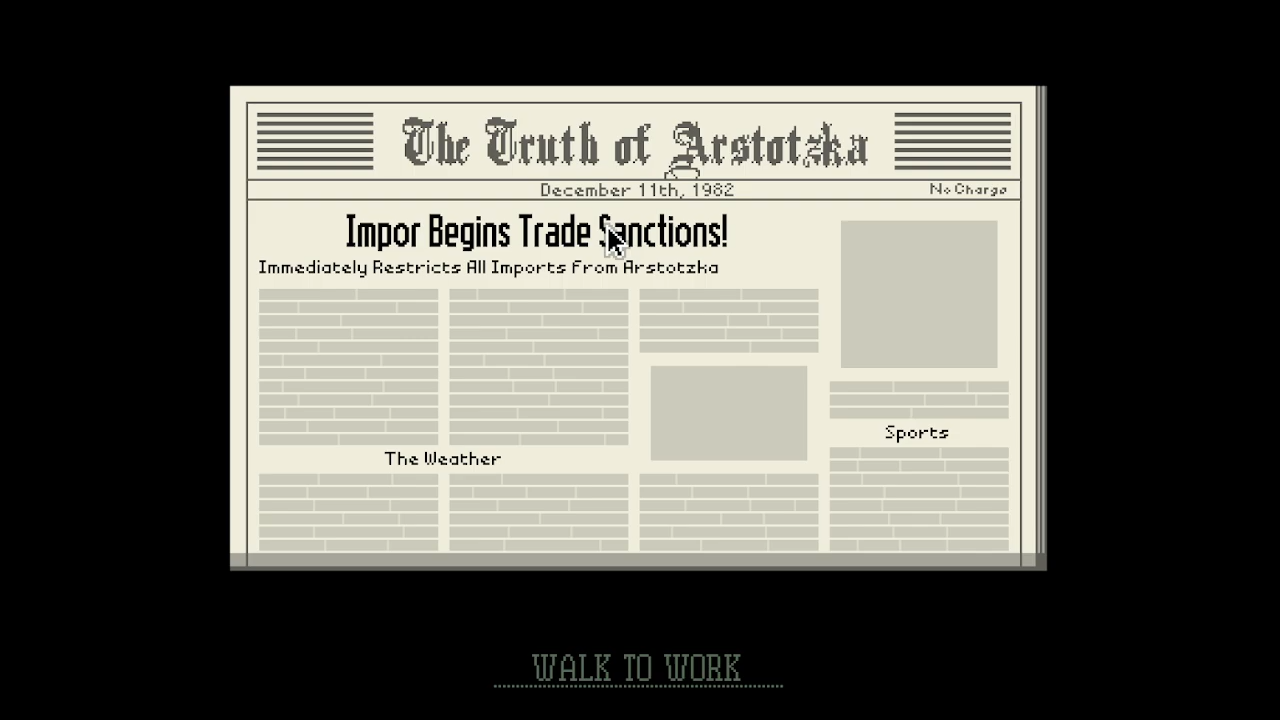 The Truth of Arstotzka
December 11th, 1982
No Charge
Impor Begins Trade Sanctions!
Immediately Restricts All Imports From Arstotzka
The Weather
Sports
WALK TO WORK